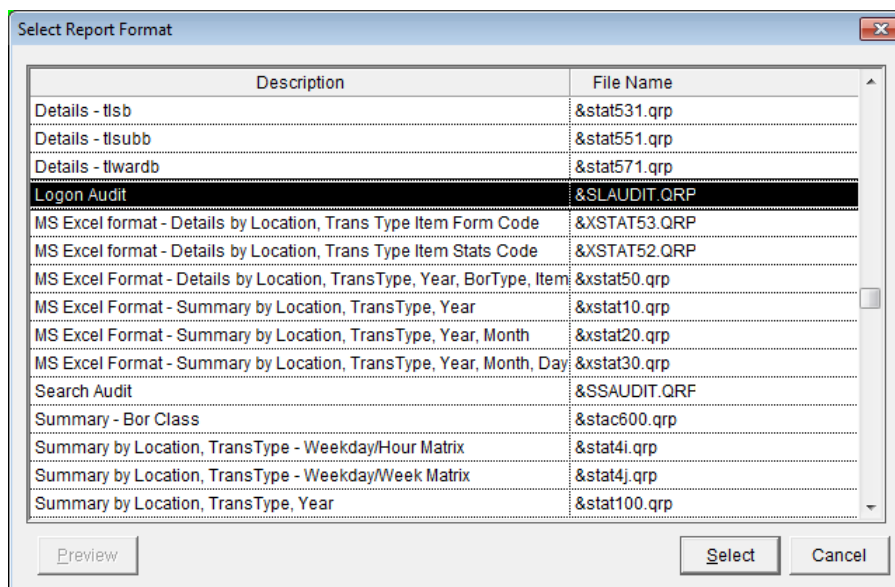 Select Report Format
Description File Name
Details - tlsb &stat531.qrp
Details - tlsubb &stat551.qrp
Details - tlwardb &stat571.qrp
Logon Audit &SLAUDIT.QRP
MS Excel format - Details by Location, Trans Type Item Form Code &XSTAT53.QRP
MS Excel format - Details by Location, Trans Type Item Stats Code &XSTAT52.QRP
MS Excel Format - Details by Location, TransType, Year, BorType, Item &xstat50.qrp
MS Excel Format - Summary by Location, TransType, Year &xstat10.qrp
MS Excel Format - Summary by Location, TransType, Year, Month &xstat20.qrp
MS Excel Format - Summary by Location, TransType, Year, Month, Day &xstat30.qrp
Search Audit &SSAUDIT.QRF
Summary - Bor Class &stac600.qrp
Summary by Location, TransType - Weekday/Hour Matrix &stat4i.qrp
Summary by Location, TransType - Weekday/Week Matrix &stat4j.qrp
Summary by Location, TransType, Year &stat100.qrp
Preview Select Cancel